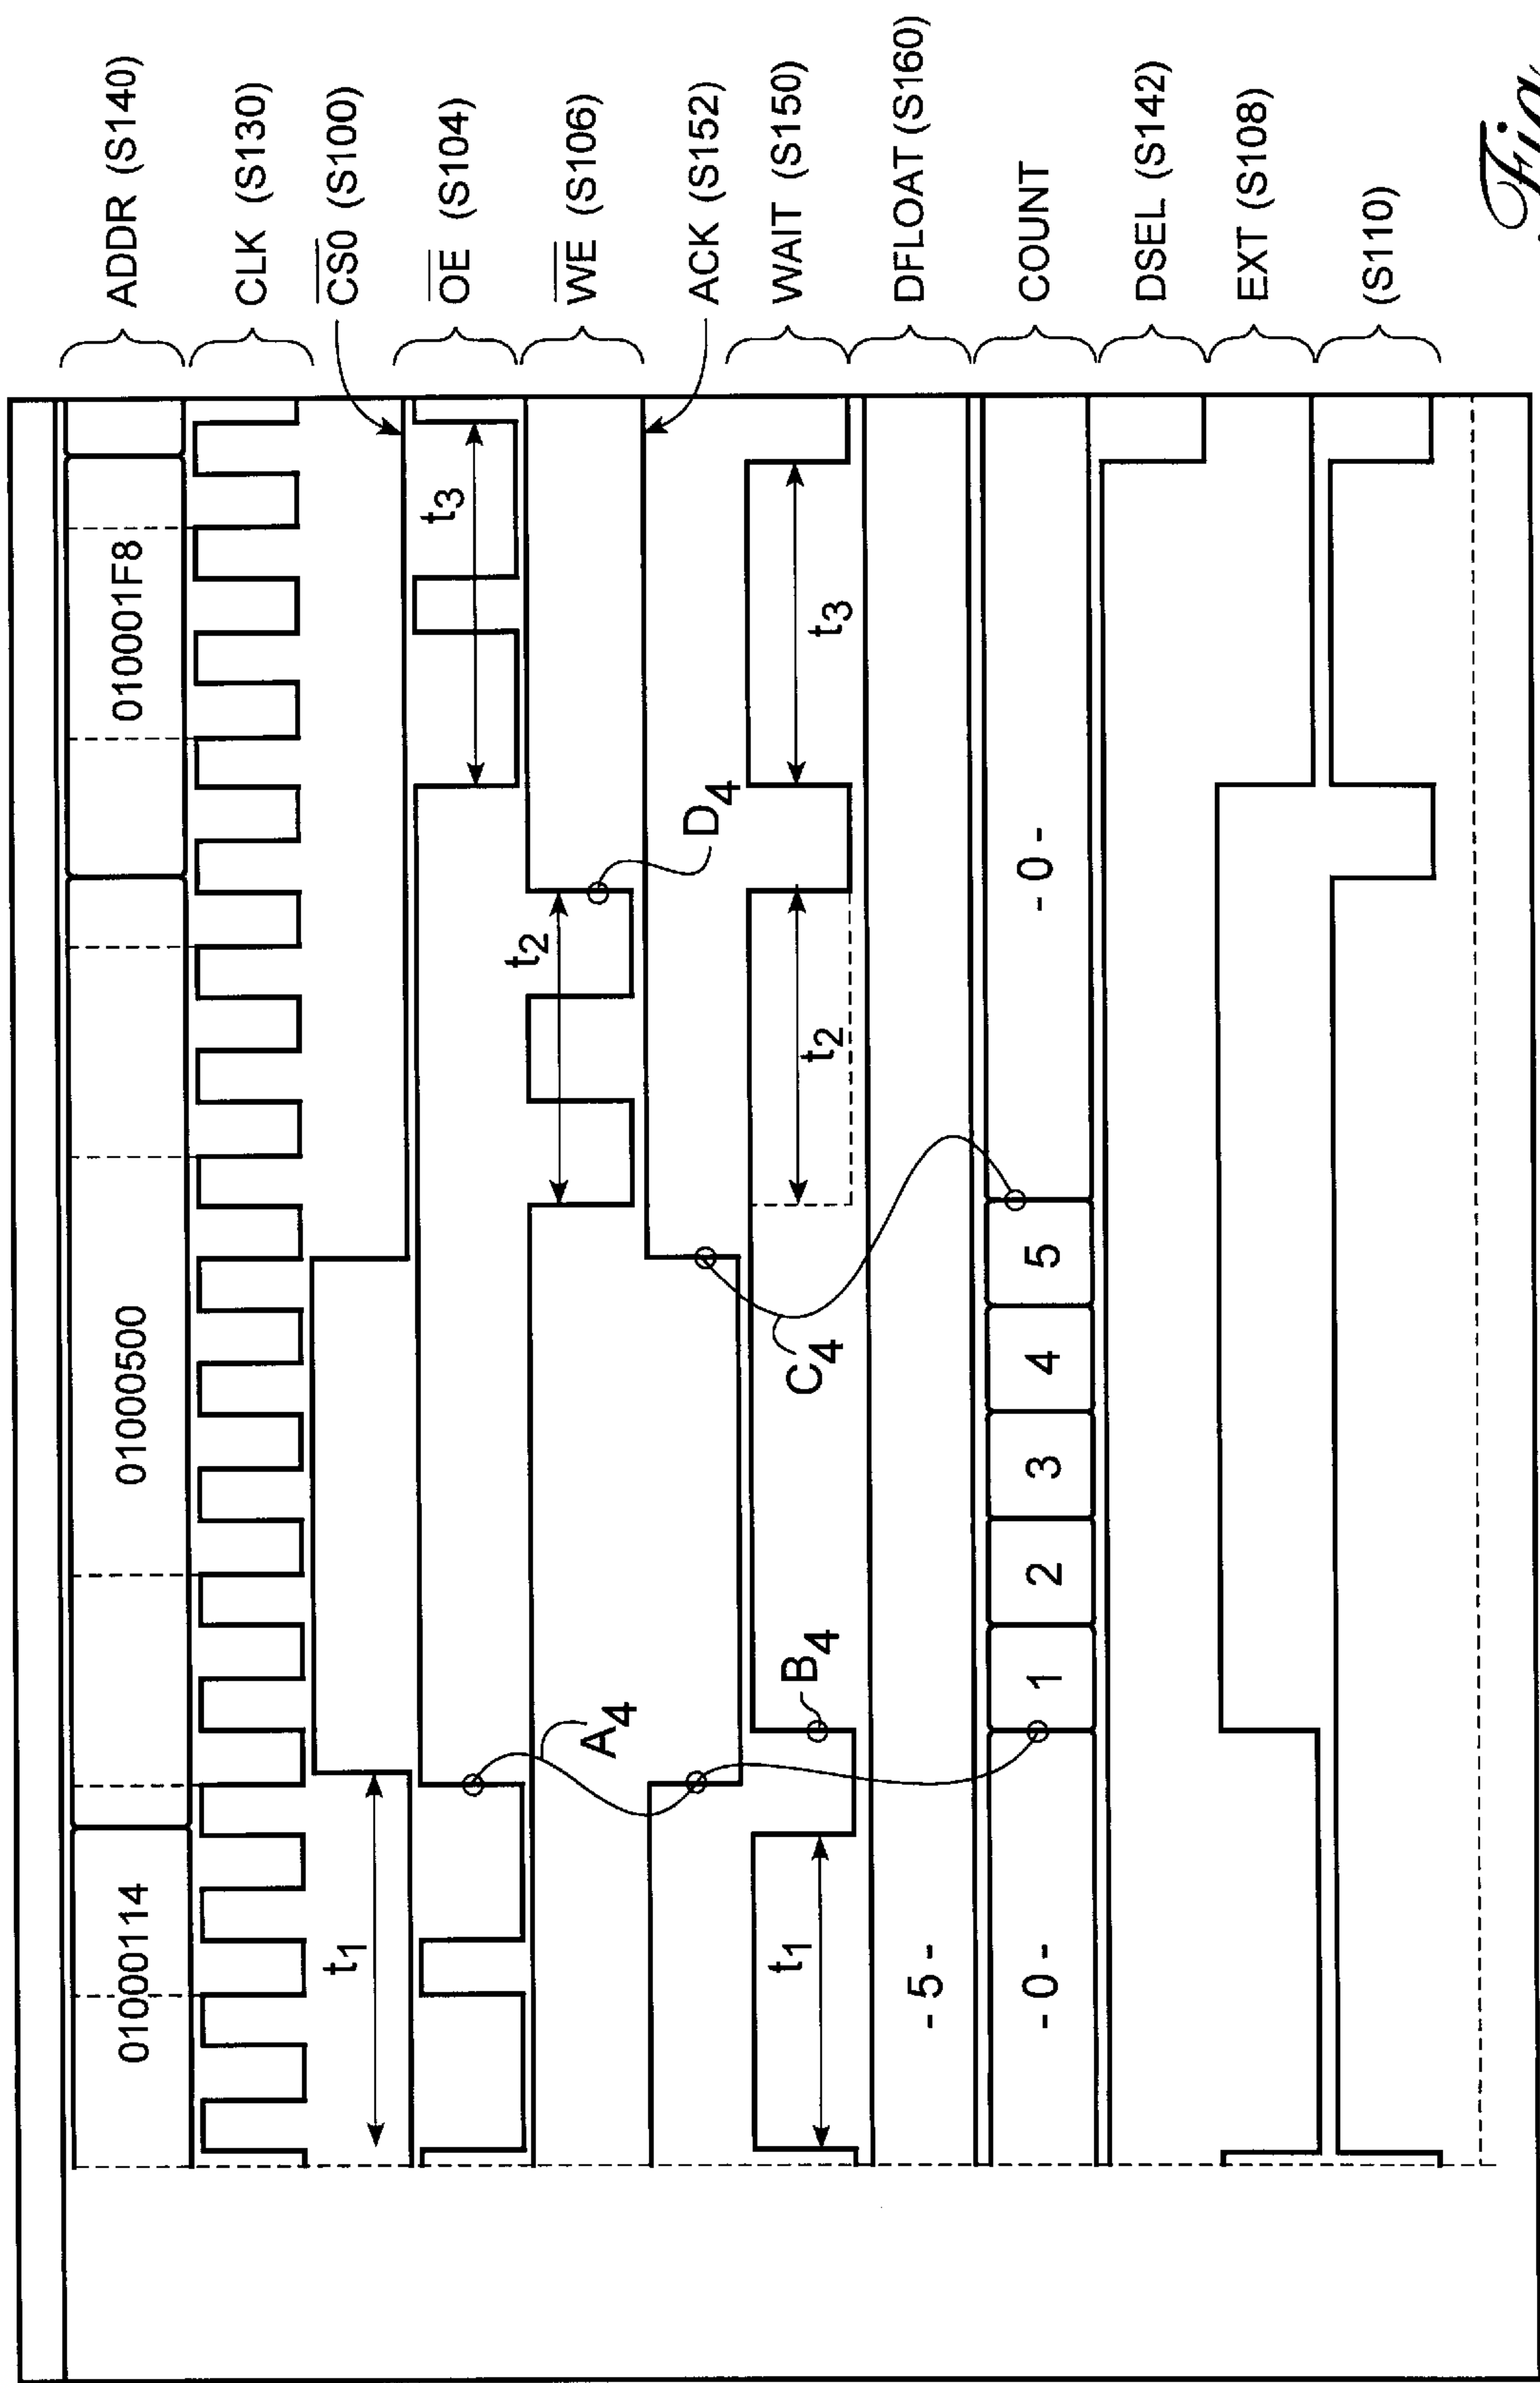 ADDR (S140)
01000114
01000500
010001F8
CLK (S130)
CS0 (S100)
t1
OE (S104)
A4
t3
WE (S106)
t2
D4
ACK (S152)
WAIT (S150)
t1
B4
C4
t2
t3
DFLOAT (S160)
- 5 -
COUNT
- 0 -
1
2
3
4
5
- 0 -
DSEL (S142)
EXT (S108)
(S110)
Fig